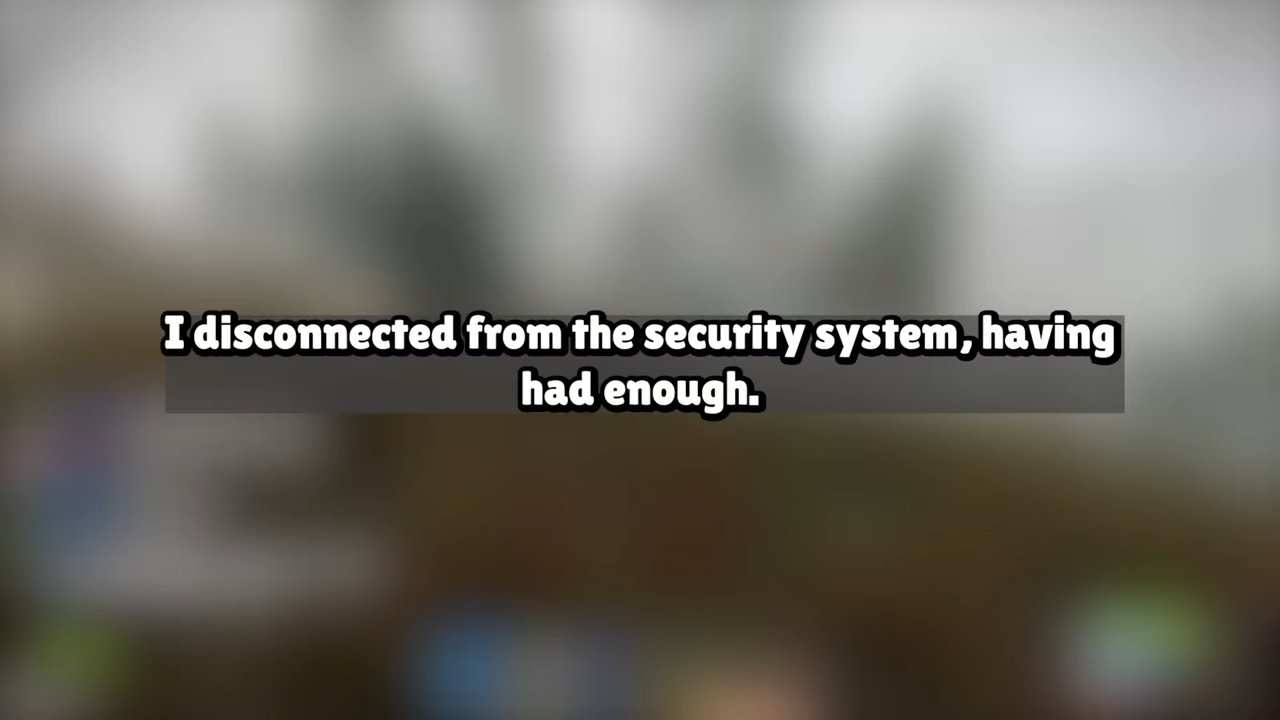 I disconnected from the security system, having
had enough.